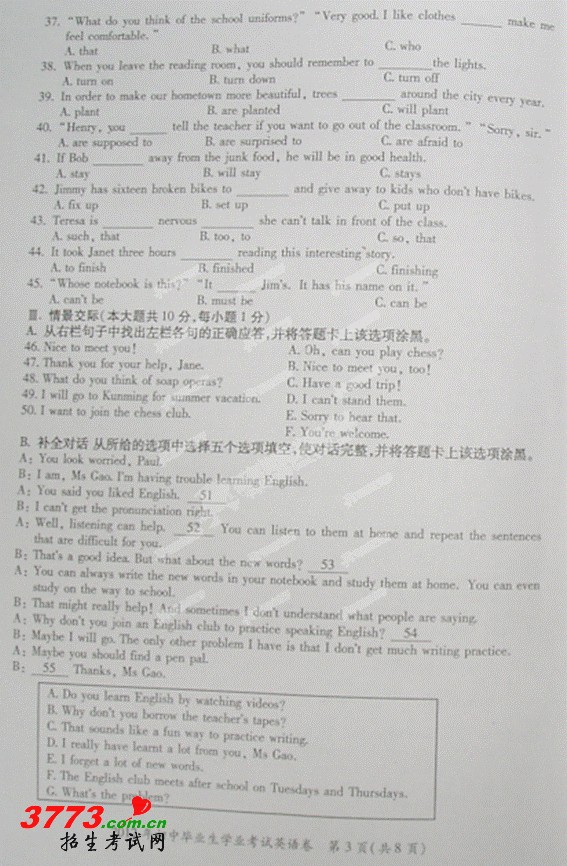 37. "What do you think of the school uniforms?" "Very good. I like clothes ______ make me
feel comfortable."
A. that B. what C. who
38. When you leave the reading room, you should remember to ______ the lights.
A. turn on B. turn down C. turn off
39. In order to make our hometown more beautiful, trees ______ around the city every year.
A. plant B. are planted C. will plant
40. "Henry, you ______ tell the teacher if you want to go out of the classroom." "Sorry, sir."
A. are supposed to B. are surprised to C. are afraid to
41. If Bob ______ away from the junk food, he will be in good health.
A. stay B. will stay C. stays
42. Jimmy has sixteen broken bikes to ______ and give away to kids who don't have bikes.
A. fix up B. set up C. put up
43. Teresa is ______ nervous ______ she can't talk in front of the class.
A. such, that B. too, to C. so, that
44. It took Janet three hours ______ reading this interesting story.
A. to finish B. finished C. finishing
45. "Whose notebook is this?" "It ______ Jim's. It has his name on it."
A. can't be B. must be C. can be
Ⅲ. 情景交际(本大题共10分,每小题1分)
A. 从右栏句子中找出左栏各句的正确应答,并将答题卡上该选项涂黑。
46. Nice to meet you! A. Oh, can you play chess?
47. Thank you for your help, Jane. B. Nice to meet you, too!
48. What do you think of soap operas? C. Have a good trip!
49. I will go to Kunming for summer vacation. D. I can't stand them.
50. I want to join the chess club. E. Sorry to hear that.
F. You're welcome.
B. 补全对话 从所给的选项中选择五个选项填空,使对话完整,并将答题卡上该选项涂黑。
A: You look worried, Paul.
B: I am, Ms Gao. I'm having trouble learning English.
A: You said you liked English. 51
B: I can't get the pronunciation right.
A: Well, listening can help. 52 You can listen to them at home and repeat the sentences
that are difficult for you.
B: That's a good idea. But what about the new words? 53
A: You can always write the new words in your notebook and study them at home. You can even
study on the way to school.
B: That might really help! And sometimes I don't understand what people are saying.
A: Why don't you join an English club to practice speaking English? 54
B: Maybe I will go. The only other problem I have is that I don't get much writing practice.
A: Maybe you should find a pen pal.
B: 55 Thanks, Ms Gao.
A. Do you learn English by watching videos?
B. Why don't you borrow the teacher's tapes?
C. That sounds like a fun way to practice writing.
D. I really have learnt a lot from you, Ms Gao.
E. I forget a lot of new words.
F. The English club meets after school on Tuesdays and Thursdays.
G. What's the problem?
中毕业生学业考试英语卷 第3页(共8页)
3773.com.cn
招生考试网